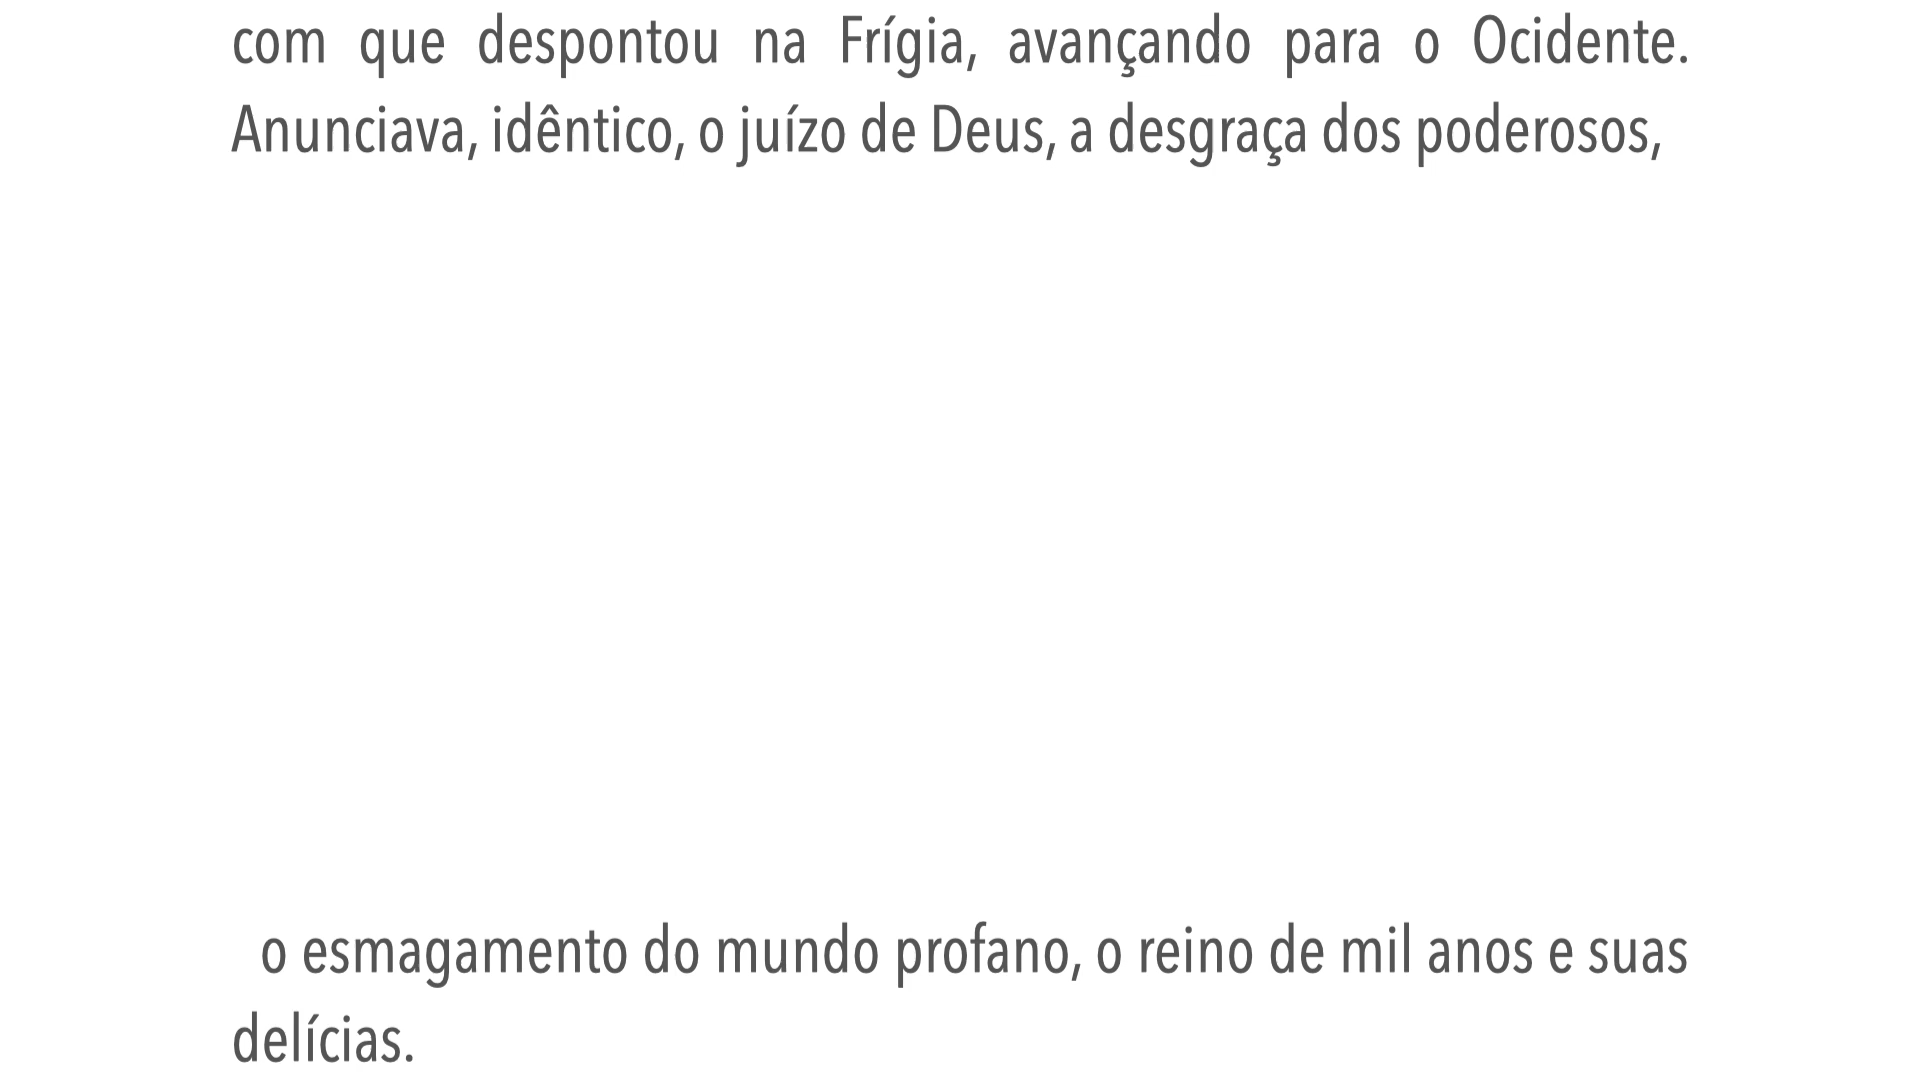 com que despontou na Frígia, avançando para o Ocidente.
Anunciava, idêntico, o juízo de Deus, a desgraça dos poderosos,
o esmagamento do mundo profano, o reino de mil anos e suas
delícias.